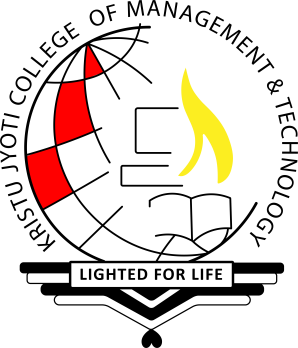 KRISTU JYOTI COLLEGE OF MANAGEMENT & TECHNOLOGY
LIGHTED FOR LIFE